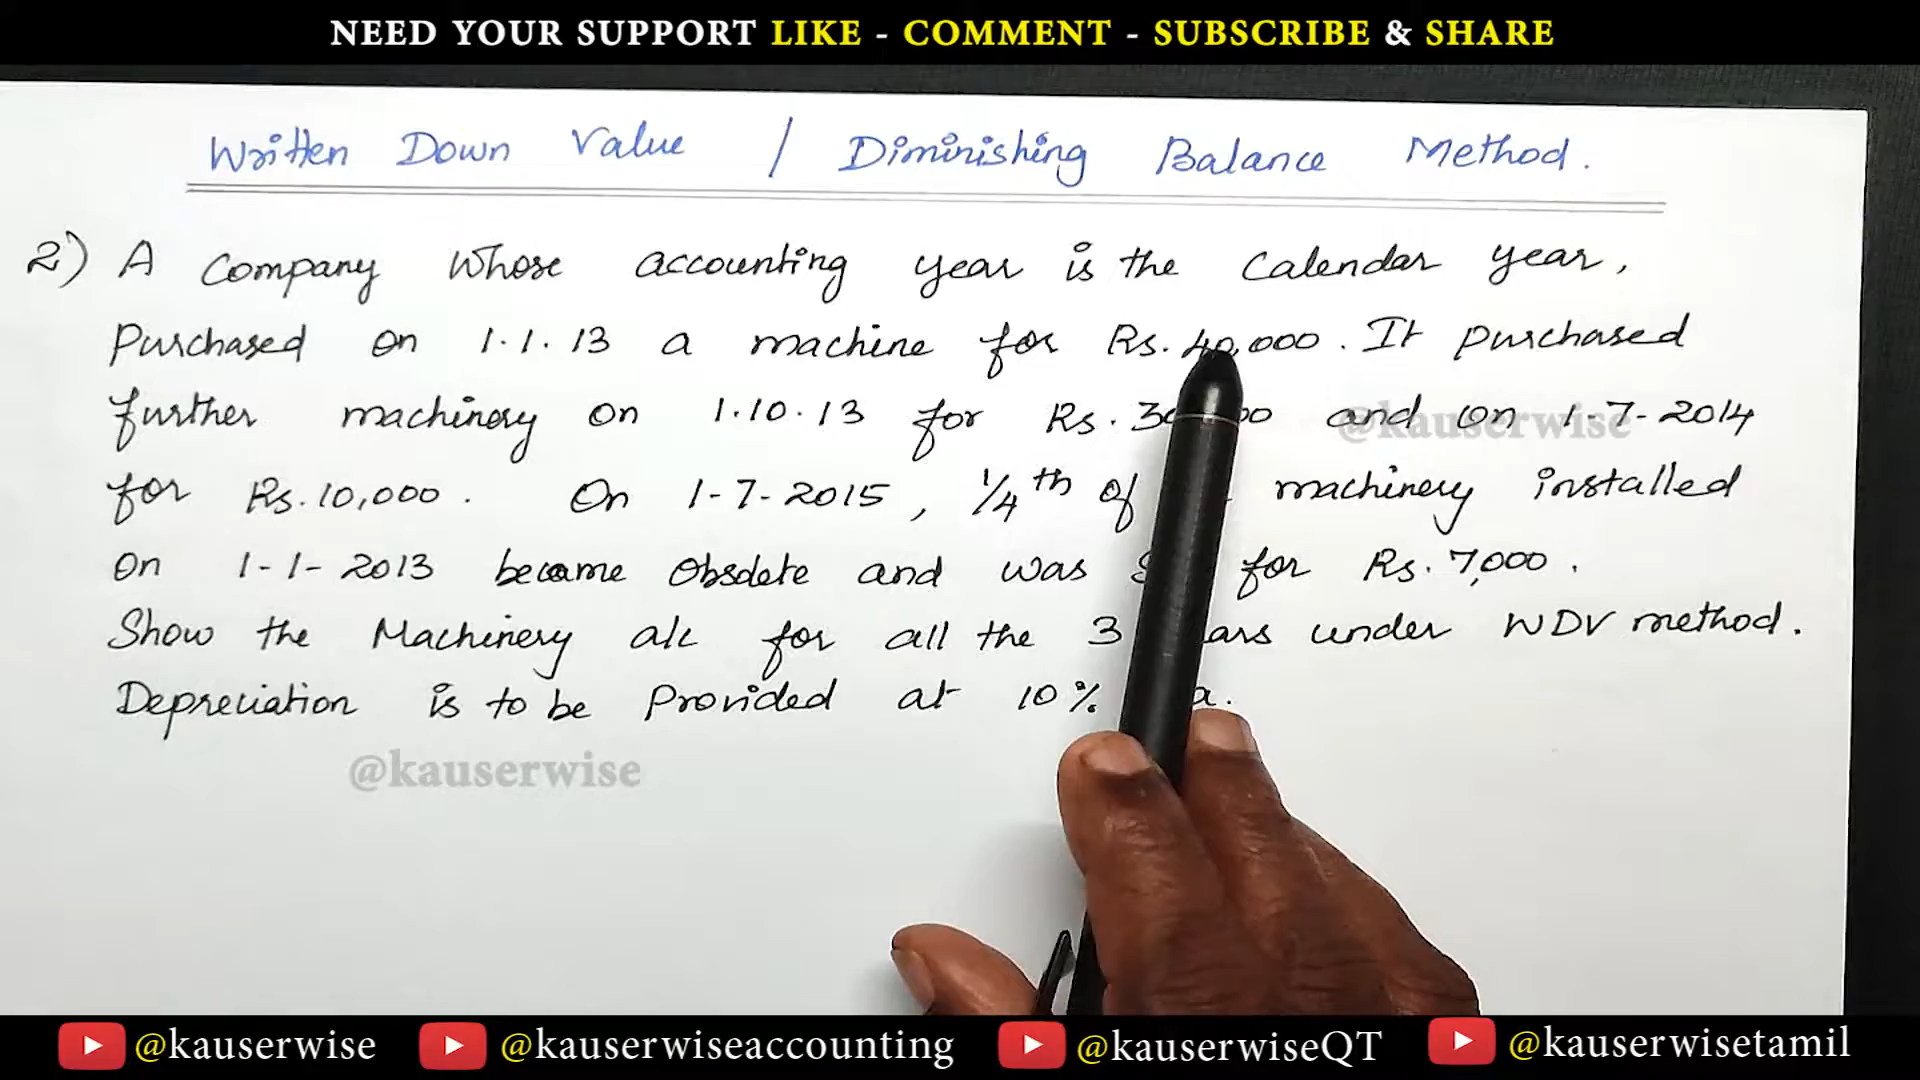 NEED YOUR SUPPORT LIKE - COMMENT - SUBSCRIBE & SHARE
Written Down Value / Diminishing Balance Method.
2) A Company whose accounting year is the Calendar year,
Purchased on 1.1.13 a machine for Rs. 40,000. It purchased
further machinery on 1.10.13 for Rs. and on 1-7-2014
@kauserwise
for Rs. 10,000. On 1-7-2015, 1/4th of machinery installed
on 1-1-2013 became obsolete and was for Rs. 7,000.
Show the Machinery a/c for all the 3 under WDV method.
Depreciation is to be Provided at 10%
@kauserwise
@kauserwise @kauserwiseaccounting @kauserwiseQT @kauserwisetamil